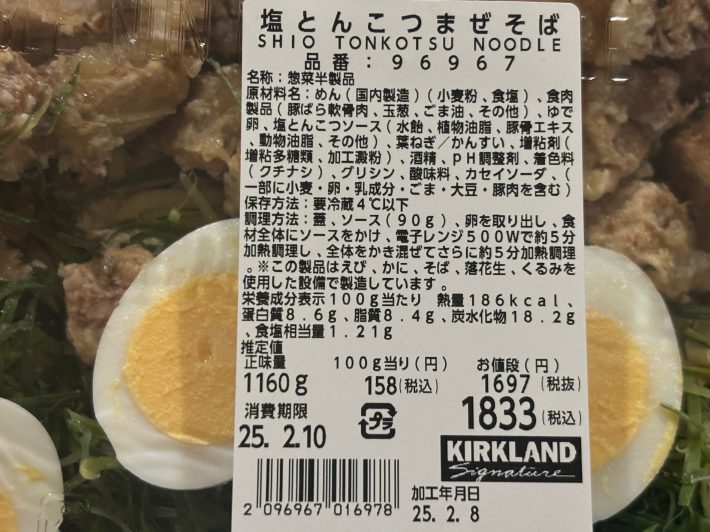 塩とんこつまぜそば
SHIO TONKOTSU NOODLE
品番:96967
名称:惣菜半製品
原材料名:めん(国内製造)(小麦粉、食塩)、食肉
製品(豚ばら軟骨肉、玉葱、ごま油、その他)、ゆで
卵、塩とんこつソース(水飴、植物油脂、豚骨エキス
、動物油脂、その他)、葉ねぎ/かんすい、増粘剤(
増粘多糖類、加工澱粉)、酒精、pH調整剤、着色料
(クチナシ)、グリシン、酸味料、カセイソーダ、(
一部に小麦・卵・乳成分・ごま・大豆・豚肉を含む)
保存方法:要冷蔵4℃以下
調理方法:蓋、ソース(90g)、卵を取り出し、食
材全体にソースをかけ、電子レンジ500Wで約5分
加熱調理し、全体をかき混ぜてさらに約5分加熱調理
。※この製品はえび、かに、そば、落花生、くるみを
使用した設備で製造しています。
栄養成分表示100g当たり 熱量186kcal、
蛋白質8.6g、脂質8.4g、炭水化物18.2g
、食塩相当量1.21g
推定値
正味量 100g当り(円) お値段(円)
1160g 158(税込) 1697(税抜)
消費期限 1833(税込)
25.2.10 プラ KIRKLAND
Signature
2 096967 016978 加工年月日
25.2.8